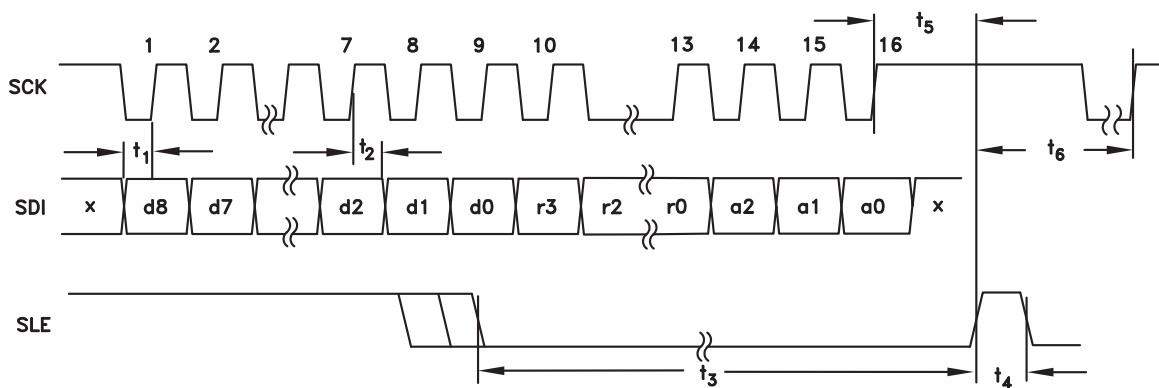 t5
1 2 7 8 9 10 13 14 15 16
SCK
t1 t2 t6
SDI x d8 d7 d2 d1 d0 r3 r2 r0 a2 a1 a0 x
SLE
t3 t4